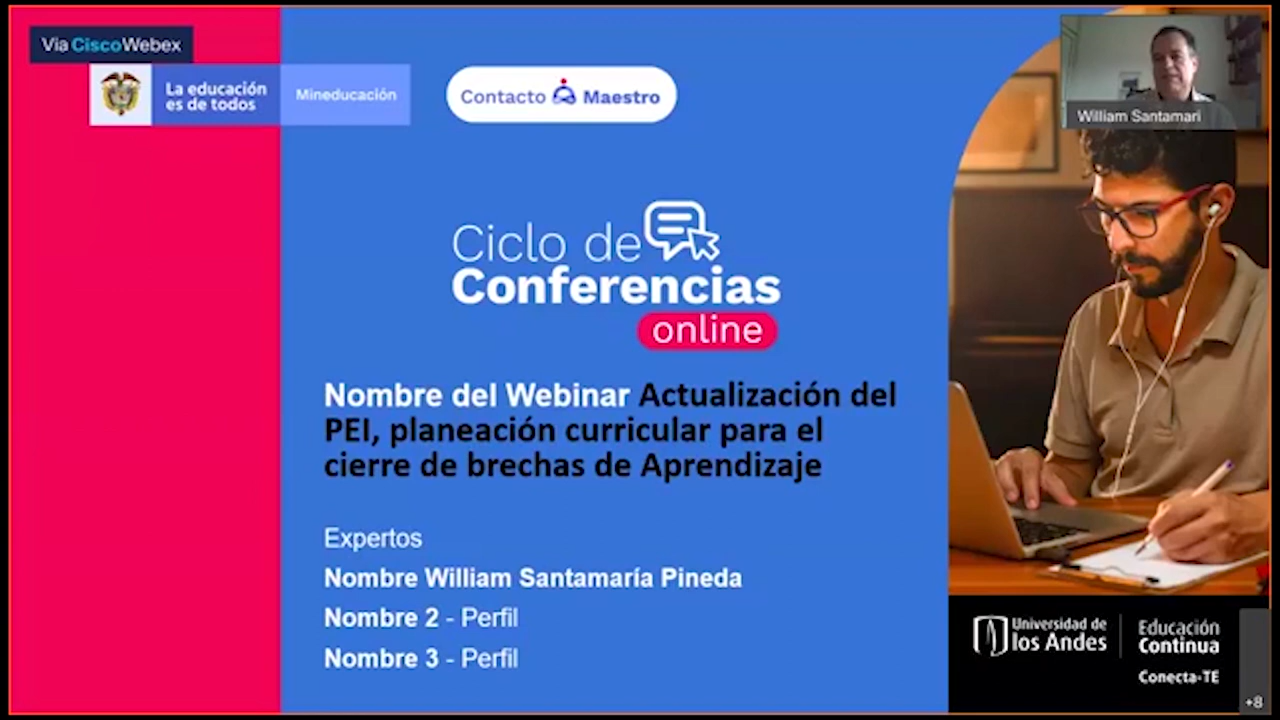 Via CiscoWebex
La educación
es de todos
Mineducación
Contacto Maestro
William Santamari
Ciclo de
Conferencias
online
Nombre del Webinar Actualización del
PEI, planeación curricular para el
cierre de brechas de Aprendizaje
Expertos
Nombre William Santamaría Pineda
Nombre 2 - Perfil
Nombre 3 - Perfil
Universidad de
los Andes
Educación
Continua
Conecta-TE
+8